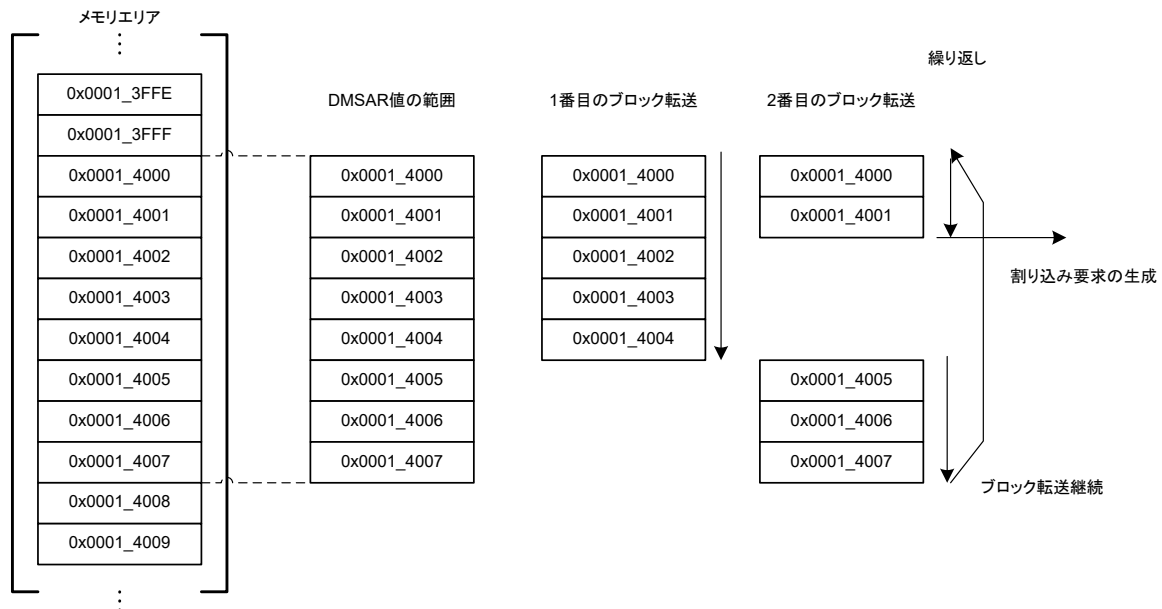 メモリエリア
0x0001_3FFE
0x0001_3FFF
0x0001_4000
0x0001_4001
0x0001_4002
0x0001_4003
0x0001_4004
0x0001_4005
0x0001_4006
0x0001_4007
0x0001_4008
0x0001_4009
DMSAR値の範囲
0x0001_4000
0x0001_4001
0x0001_4002
0x0001_4003
0x0001_4004
0x0001_4005
0x0001_4006
0x0001_4007
1番目のブロック転送
0x0001_4000
0x0001_4001
0x0001_4002
0x0001_4003
0x0001_4004
2番目のブロック転送
0x0001_4000
0x0001_4001
0x0001_4005
0x0001_4006
0x0001_4007
繰り返し
割り込み要求の生成
ブロック転送継続